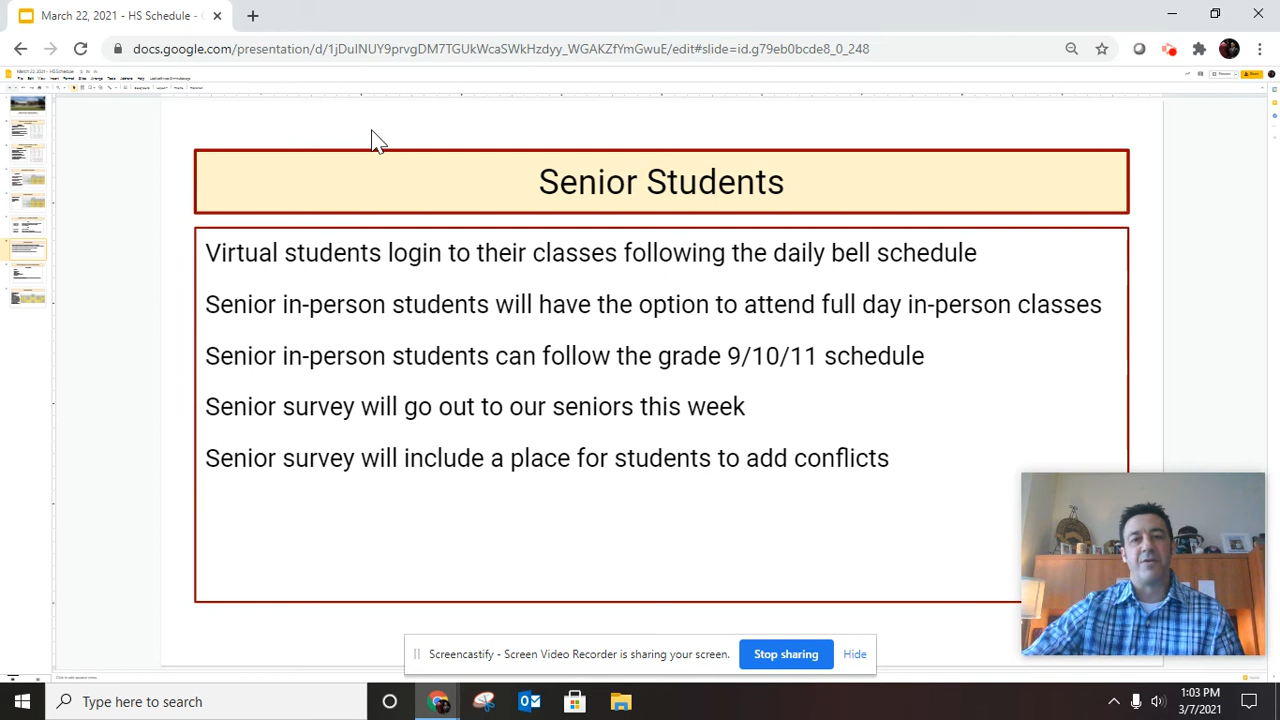 March 22, 2021 - HS Schedule -
docs.google.com/presentation/d/1jDuINUY9prvgDM7TGUkWcaSWkHzdyy_WGAKZfYmGwuE/edit#slide=id.g79eb0bcde8_0_248
March 22, 2021 - HS Schedule
Senior Students
Virtual students login to their classes following the daily bell schedule
Senior in-person students will have the option to attend full day in-person classes
Senior in-person students can follow the grade 9/10/11 schedule
Senior survey will go out to our seniors this week
Senior survey will include a place for students to add conflicts
Screencastify - Screen Video Recorder is sharing your screen.
Stop sharing
Hide
Type here to search
1:03 PM
3/7/2021